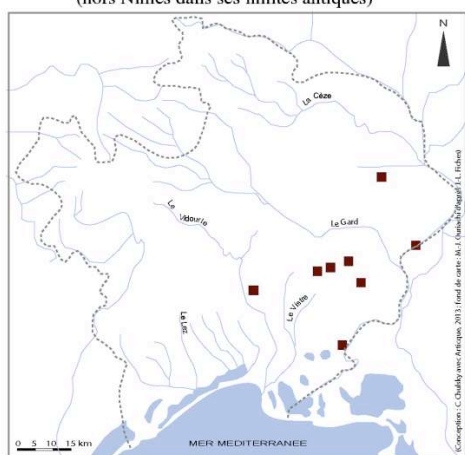 (hors Nîmes dans ses limites antiques)
N
La Cèze
Le Vidourle
Le Gard
Le Vistre
Le Lez
0 5 10 15 km
MER MEDITERRANEE
(Conception : C. Chulsky avec Articque, 2013 ; fond de carte : M.-J. Ouriachi d'après J.-L. Fiches)